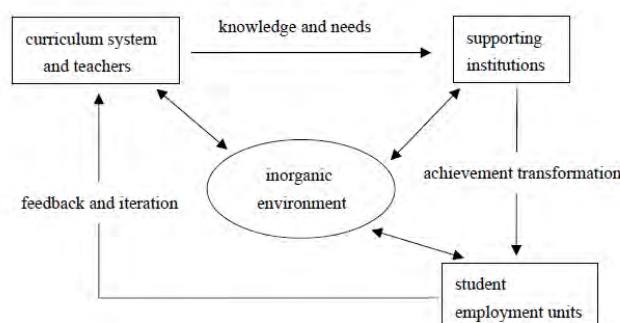 knowledge and needs
curriculum system
and teachers
supporting
institutions
inorganic
environment
achievement transformation
feedback and iteration
student
employment units